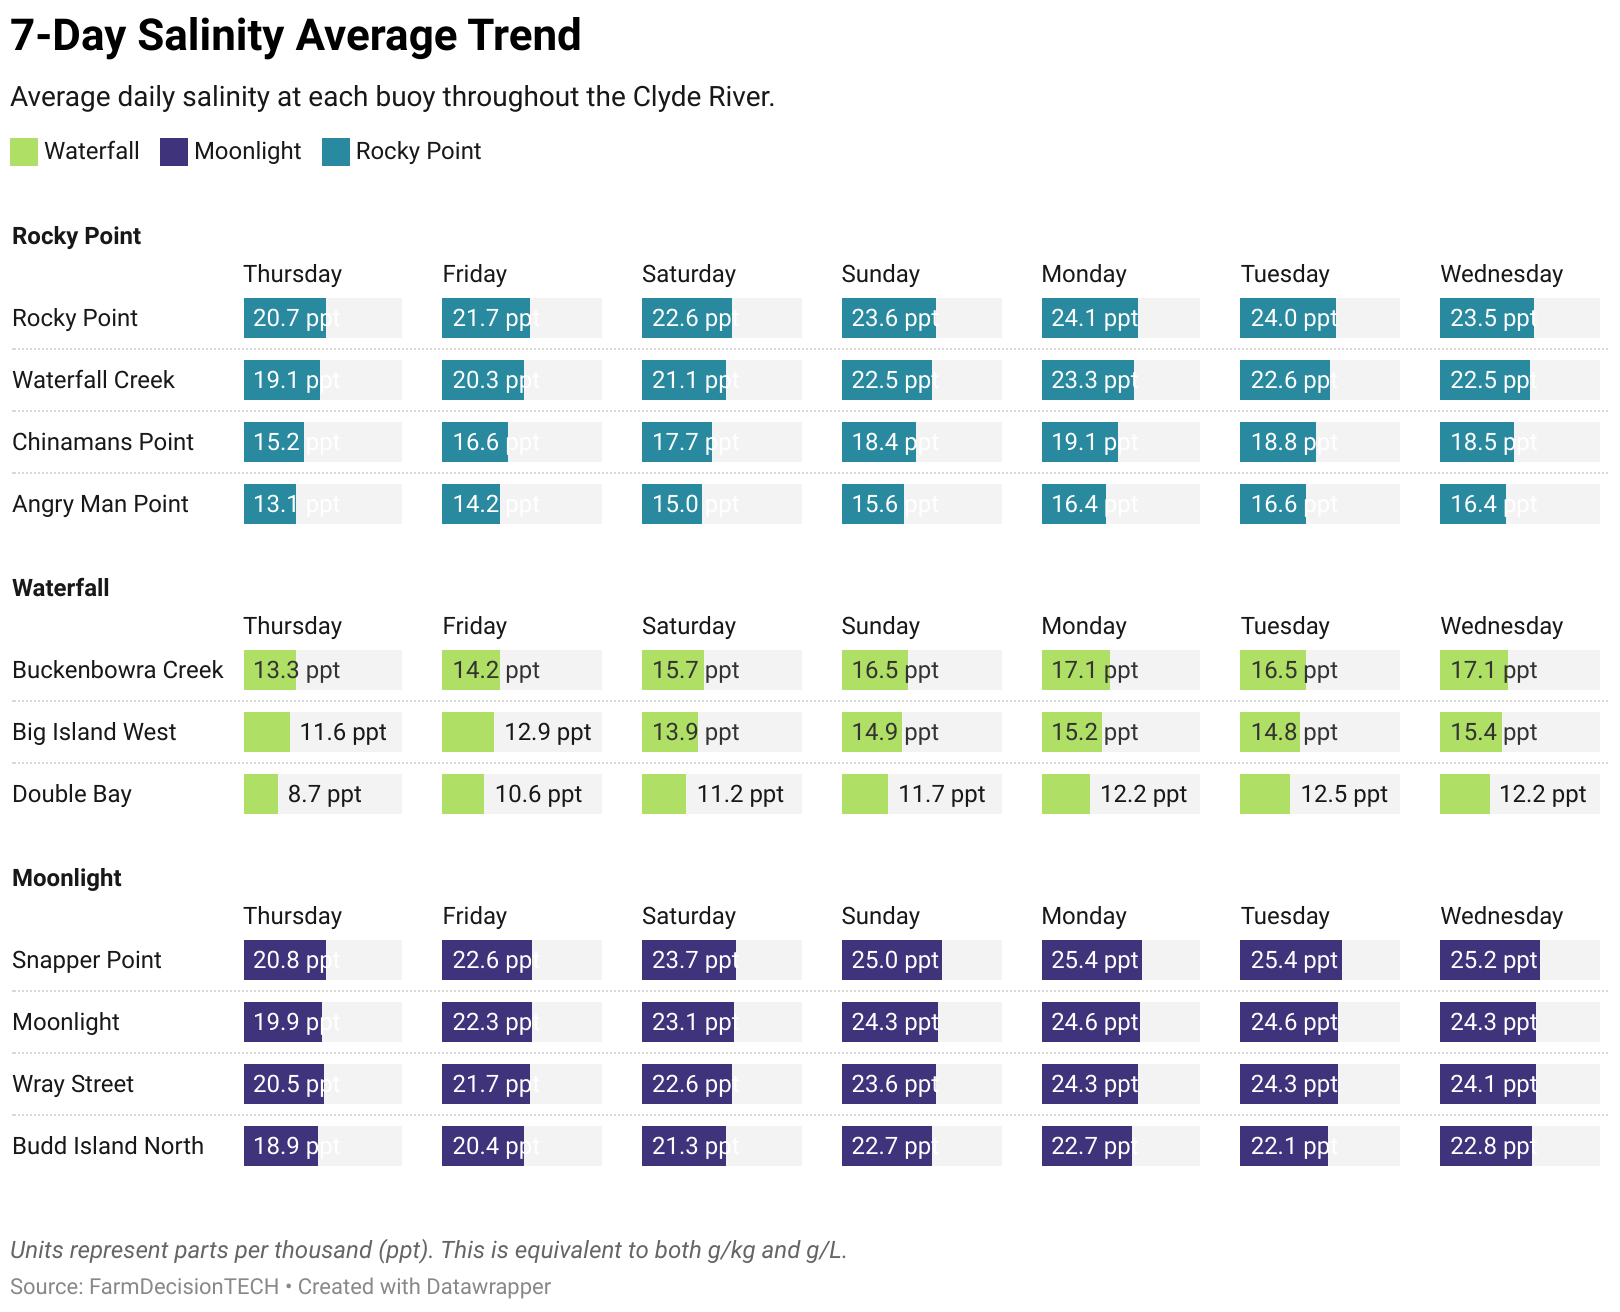 7-Day Salinity Average Trend
Average daily salinity at each buoy throughout the Clyde River.
Waterfall Moonlight Rocky Point
Rocky Point
Thursday Friday Saturday Sunday Monday Tuesday Wednesday
Rocky Point 20.7 ppt 21.7 ppt 22.6 ppt 23.6 ppt 24.1 ppt 24.0 ppt 23.5 ppt
Waterfall Creek 19.1 ppt 20.3 ppt 21.1 ppt 22.5 ppt 23.3 ppt 22.6 ppt 22.5 ppt
Chinamans Point 15.2 ppt 16.6 ppt 17.7 ppt 18.4 ppt 19.1 ppt 18.8 ppt 18.5 ppt
Angry Man Point 13.1 ppt 14.2 ppt 15.0 ppt 15.6 ppt 16.4 ppt 16.6 ppt 16.4 ppt
Waterfall
Thursday Friday Saturday Sunday Monday Tuesday Wednesday
Buckenbowra Creek 13.3 ppt 14.2 ppt 15.7 ppt 16.5 ppt 17.1 ppt 16.5 ppt 17.1 ppt
Big Island West 11.6 ppt 12.9 ppt 13.9 ppt 14.9 ppt 15.2 ppt 14.8 ppt 15.4 ppt
Double Bay 8.7 ppt 10.6 ppt 11.2 ppt 11.7 ppt 12.2 ppt 12.5 ppt 12.2 ppt
Moonlight
Thursday Friday Saturday Sunday Monday Tuesday Wednesday
Snapper Point 20.8 ppt 22.6 ppt 23.7 ppt 25.0 ppt 25.4 ppt 25.4 ppt 25.2 ppt
Moonlight 19.9 ppt 22.3 ppt 23.1 ppt 24.3 ppt 24.6 ppt 24.6 ppt 24.3 ppt
Wray Street 20.5 ppt 21.7 ppt 22.6 ppt 23.6 ppt 24.3 ppt 24.3 ppt 24.1 ppt
Budd Island North 18.9 ppt 20.4 ppt 21.3 ppt 22.7 ppt 22.7 ppt 22.1 ppt 22.8 ppt
Units represent parts per thousand (ppt). This is equivalent to both g/kg and g/L.
Source: FarmDecisionTECH • Created with Datawrapper